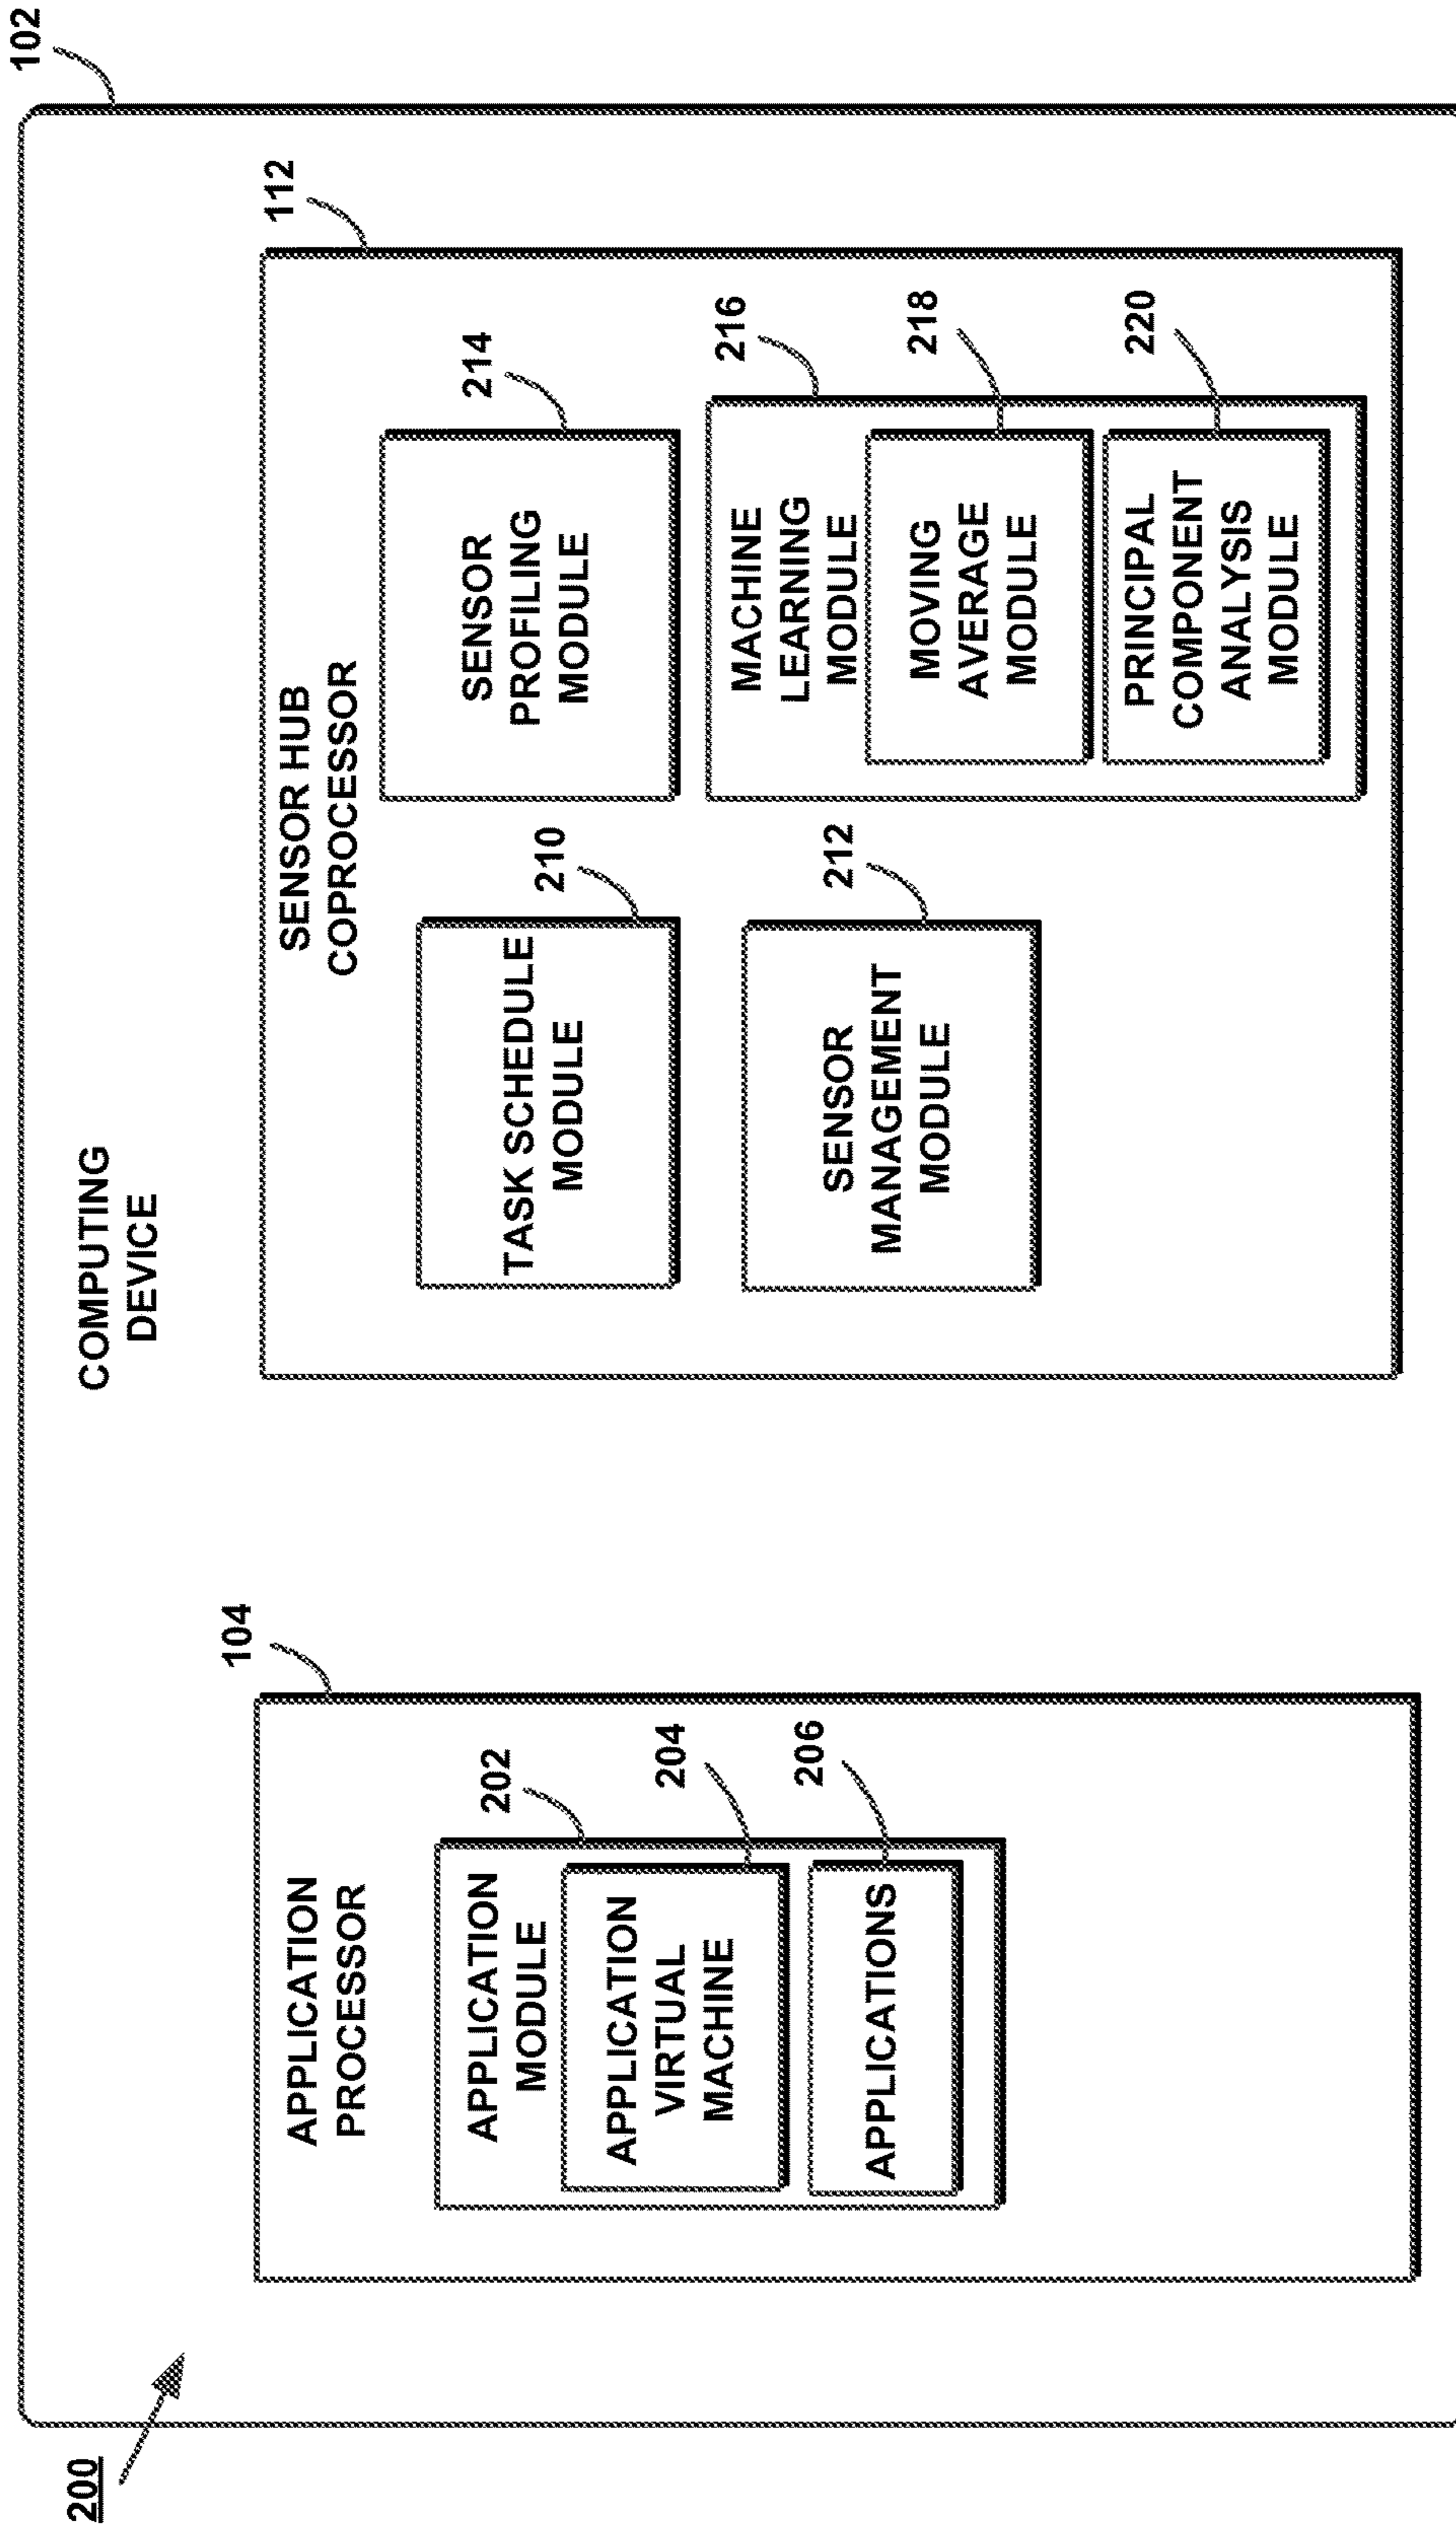 200
102
COMPUTING
DEVICE
104
APPLICATION
PROCESSOR
202
APPLICATION
MODULE
204
APPLICATION
VIRTUAL
MACHINE
206
APPLICATIONS
112
SENSOR HUB
COPROCESSOR
210
TASK SCHEDULE
MODULE
212
SENSOR
MANAGEMENT
MODULE
214
SENSOR
PROFILING
MODULE
216
MACHINE
LEARNING
MODULE
218
MOVING
AVERAGE
MODULE
220
PRINCIPAL
COMPONENT
ANALYSIS
MODULE